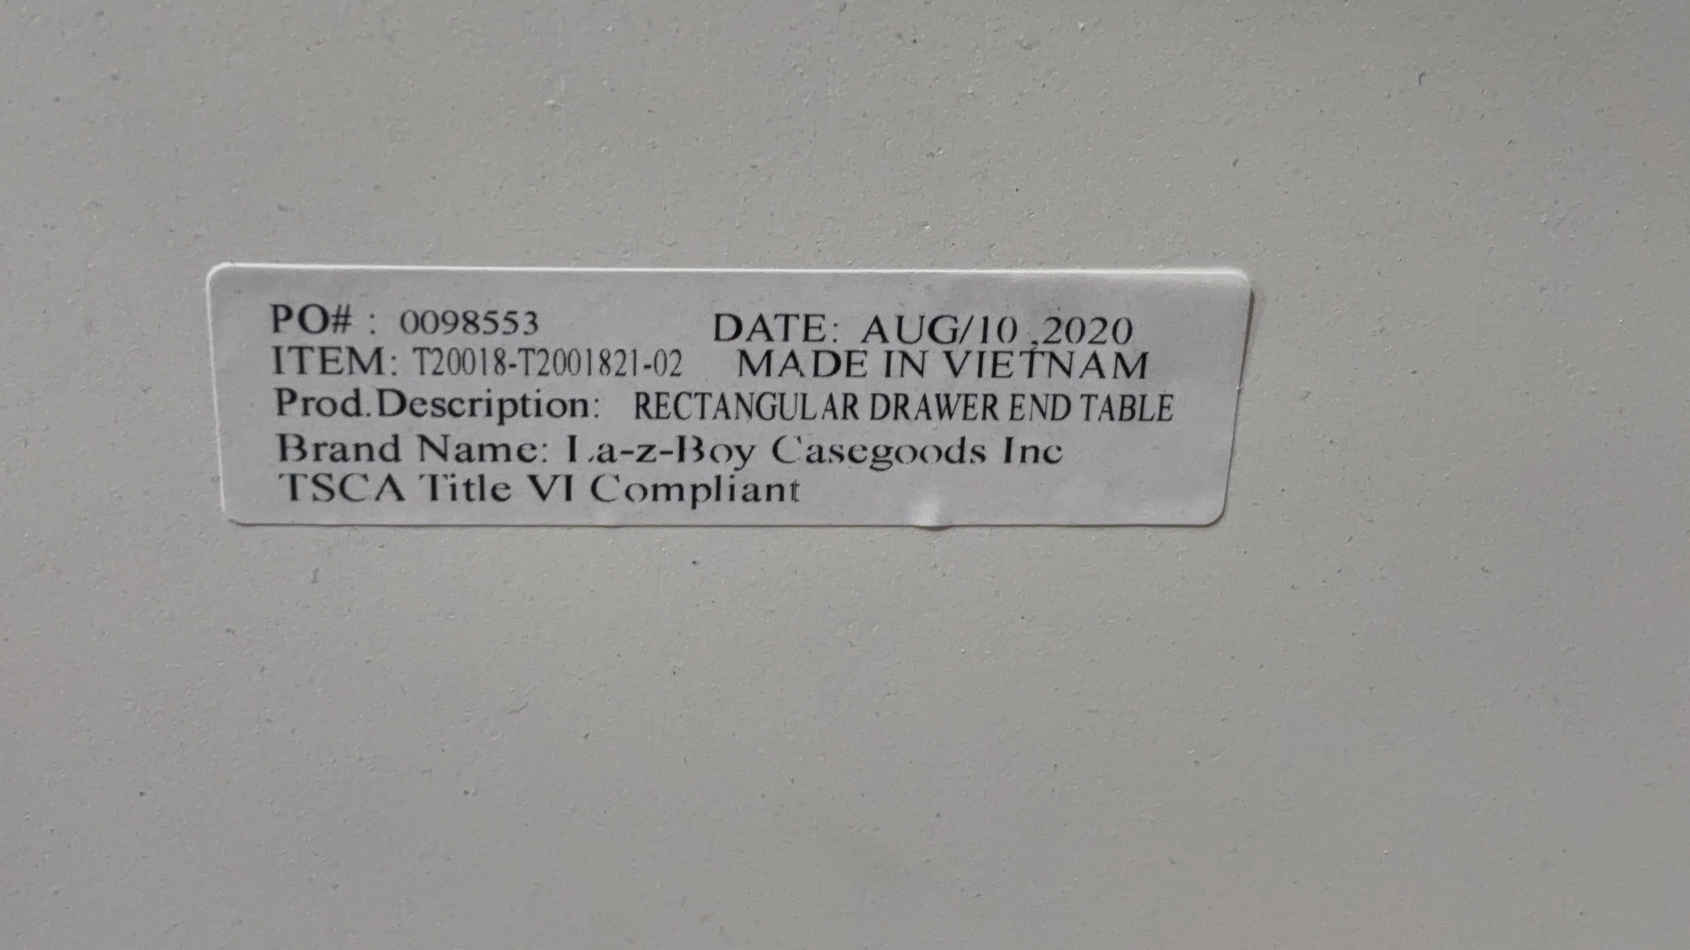 PO# : 0098553 DATE: AUG/10 ,2020
ITEM: T20018-T2001821-02 MADE IN VIETNAM
Prod.Description: RECTANGULAR DRAWER END TABLE
Brand Name: La-z-Boy Casegoods Inc
TSCA Title VI Compliant